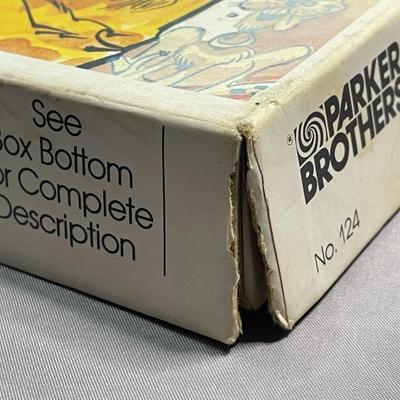 See
Box Bottom
or Complete
Description
PARKER
BROTHERS
®
No. 124